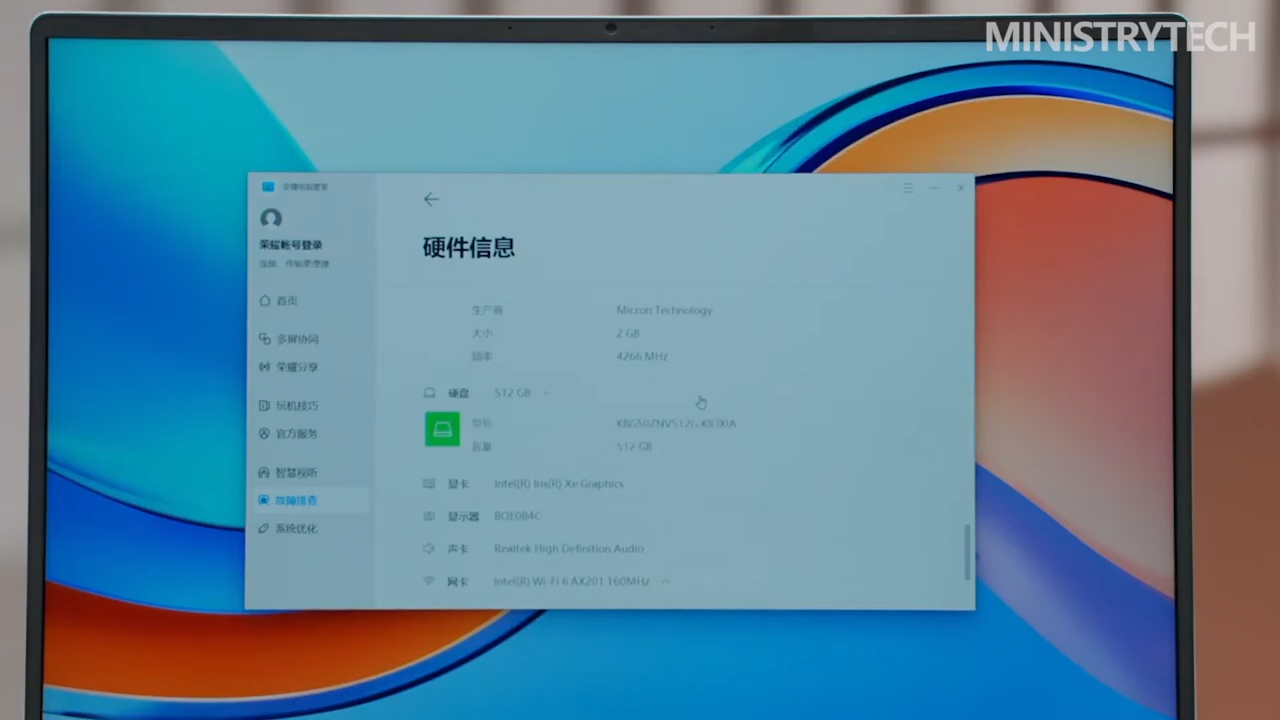 MINISTRYTECH
荣耀电脑管家
荣耀帐号登录
硬件信息
首页
多屏协同
荣耀分享
玩机技巧
官方服务
智慧视听
故障排查
系统优化
生产商 Micron Technology
大小 2 GB
频率 4266 MHz
硬盘 512 GB
容量 512 GB
显卡 Intel(R) Iris(R) Xe Graphics
显示器 BOE0B4C
声卡 Realtek High Definition Audio
网卡 Intel(R) Wi-Fi 6 AX201 160MHz